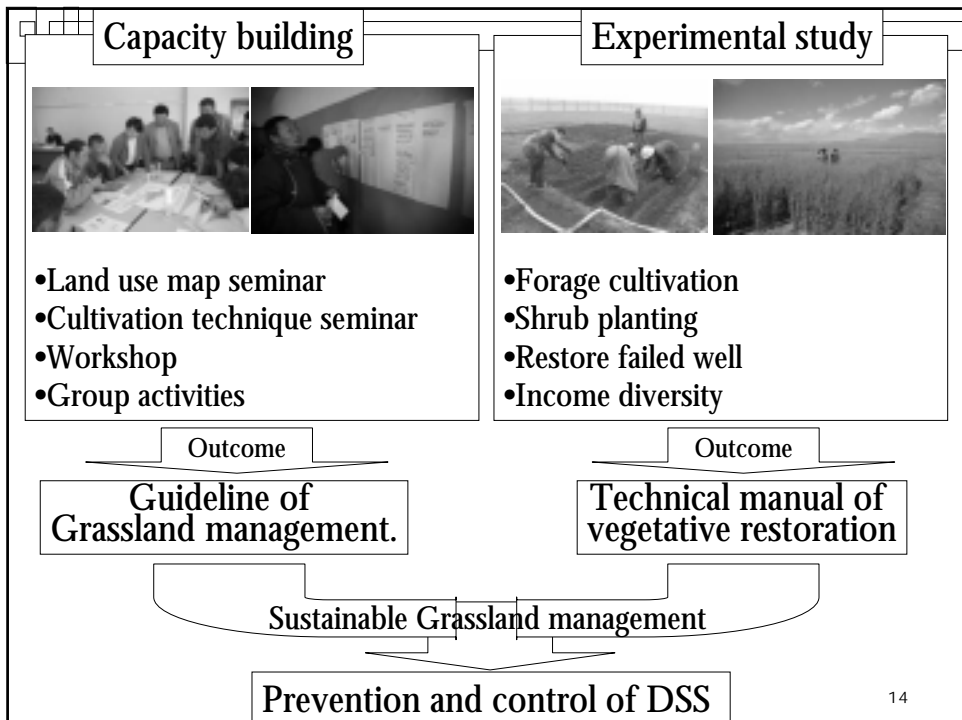 Capacity building
•Land use map seminar
•Cultivation technique seminar
•Workshop
•Group activities
Outcome
Guideline of
Grassland management.
Experimental study
•Forage cultivation
•Shrub planting
•Restore failed well
•Income diversity
Outcome
Technical manual of
vegetative restoration
Sustainable Grassland management
Prevention and control of DSS
14